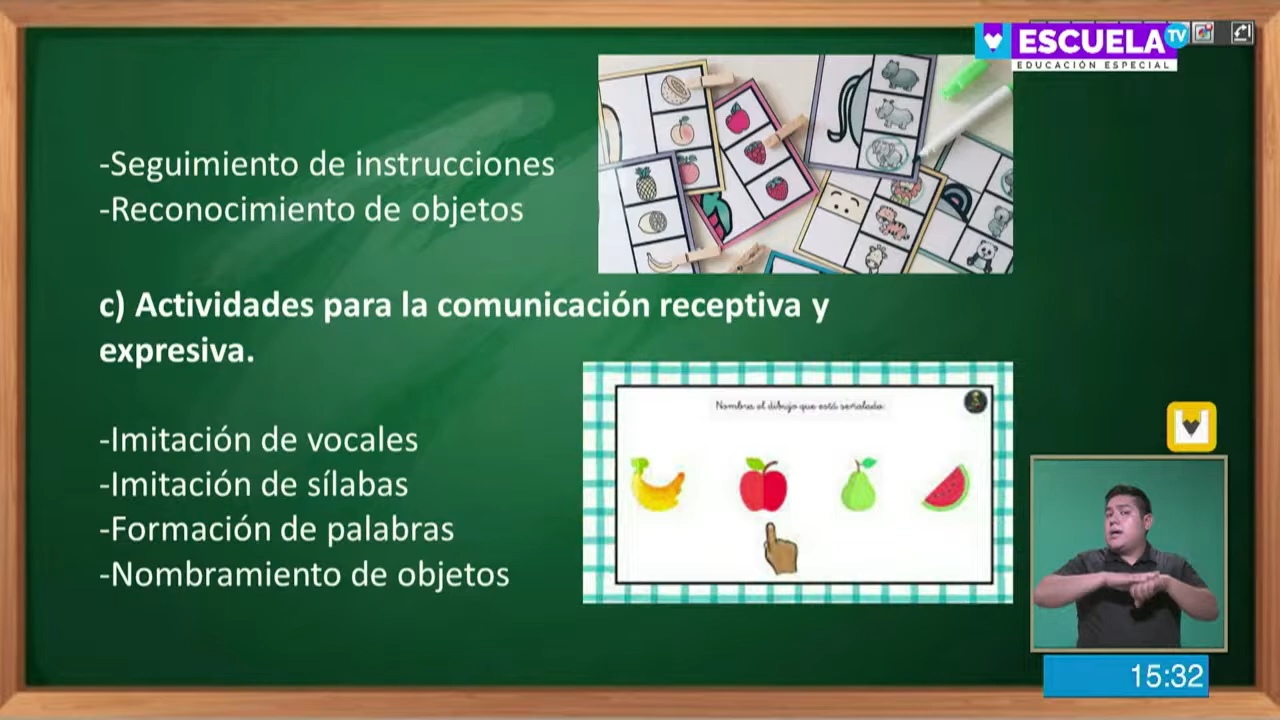 ESCUELA TV
EDUCACIÓN ESPECIAL
-Seguimiento de instrucciones
-Reconocimiento de objetos
c) Actividades para la comunicación receptiva y
expresiva.
Nombra el dibujo que está señalado.
-Imitación de vocales
-Imitación de sílabas
-Formación de palabras
-Nombramiento de objetos
15:32